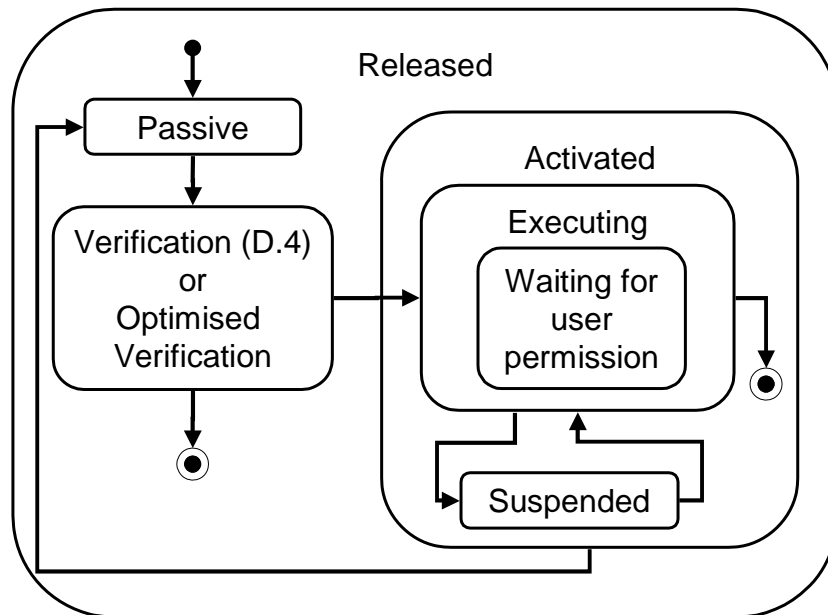 Released
Passive
Activated
Verification (D.4)
or
Optimised
Verification
Executing
Waiting for
user
permission
Suspended